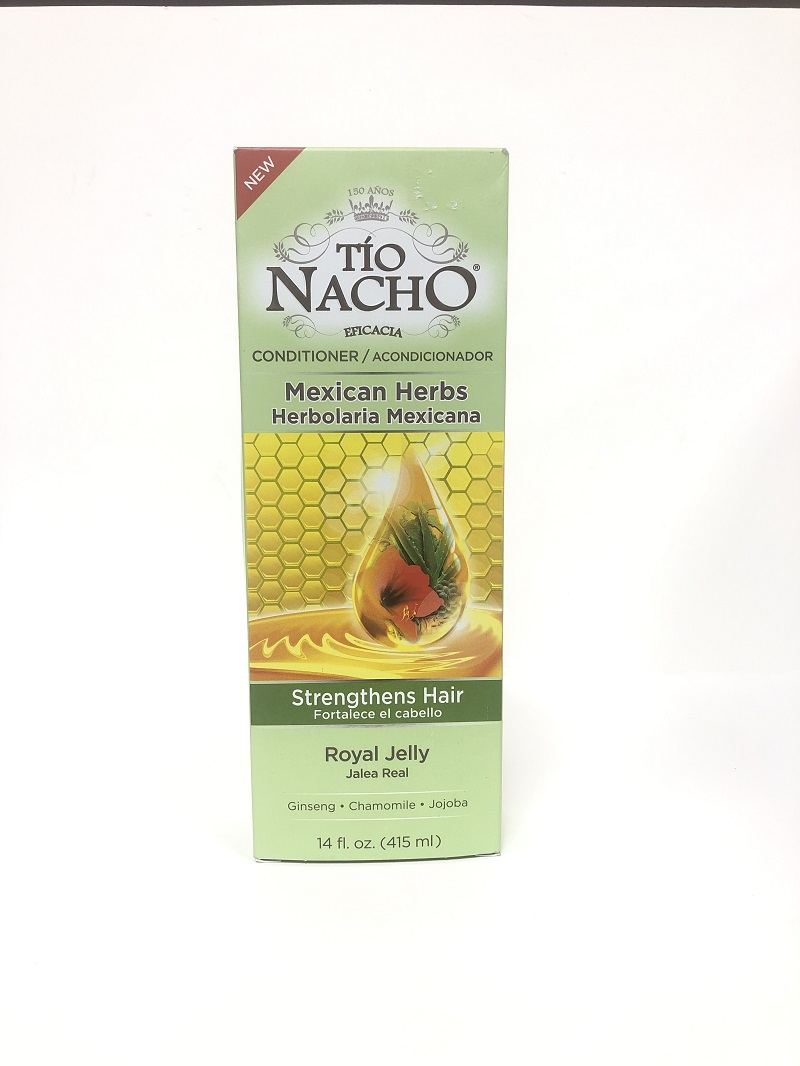 NEW
150 AÑOS
TÍO
NACHO®
EFICACIA
CONDITIONER / ACONDICIONADOR
Mexican Herbs
Herbolaria Mexicana
Strengthens Hair
Fortalece el cabello
Royal Jelly
Jalea Real
Ginseng • Chamomile • Jojoba
14 fl. oz. (415 ml)